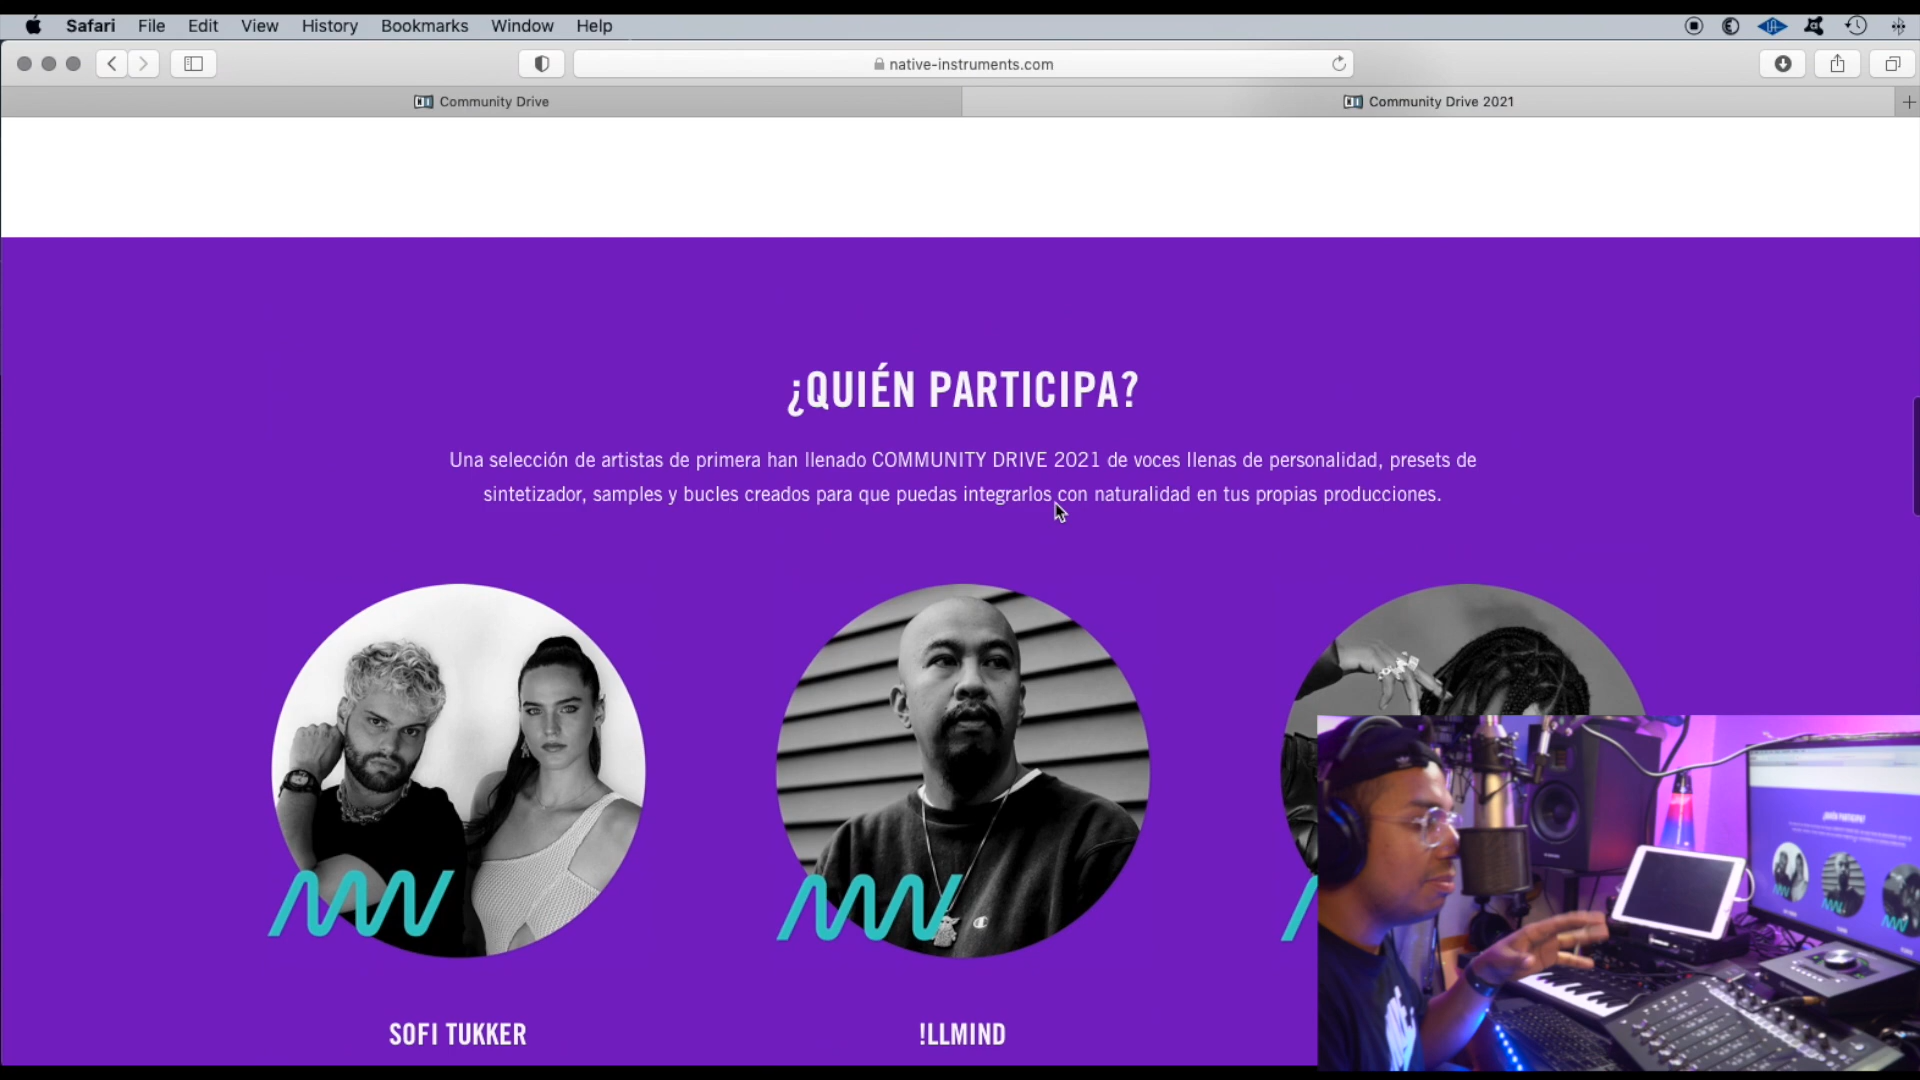 Safari File Edit View History Bookmarks Window Help
native-instruments.com
Community Drive
Community Drive 2021
¿QUIÉN PARTICIPA?
Una selección de artistas de primera han llenado COMMUNITY DRIVE 2021 de voces llenas de personalidad, presets de
sintetizador, samples y bucles creados para que puedas integrarlos con naturalidad en tus propias producciones.
SOFI TUKKER
!LLMIND
¿QUIÉN PARTICIPA?